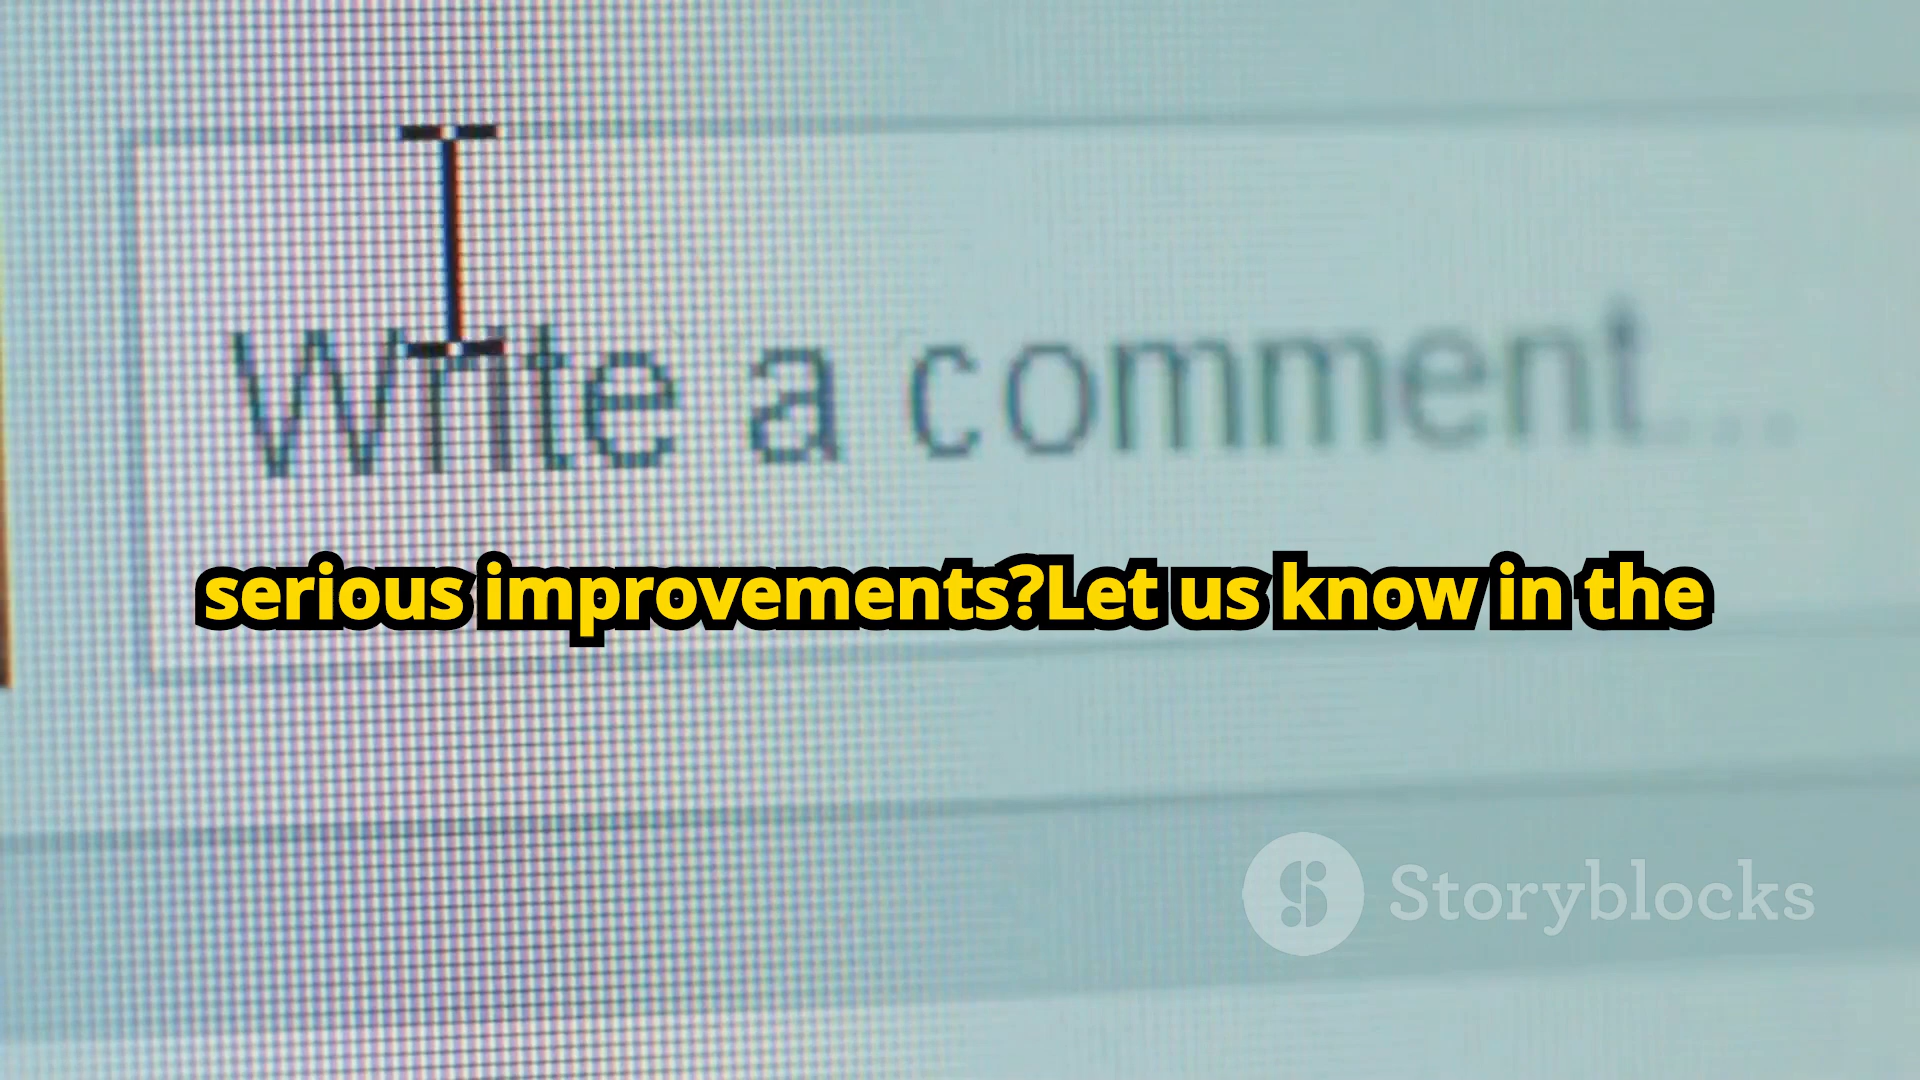 Write a comment...
serious improvements?Let us know in the
Storyblocks